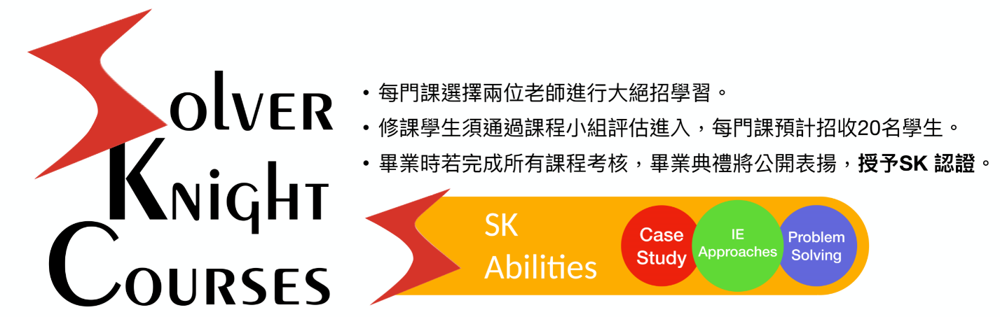 Solver
Knight
Courses
• 每門課選擇兩位老師進行大絕招學習。
• 修課學生須通過課程小組評估進入，每門課預計招收20名學生。
• 畢業時若完成所有課程考核，畢業典禮將公開表揚，授予SK 認證。
SK
Abilities
Case
Study
IE
Approaches
Problem
Solving